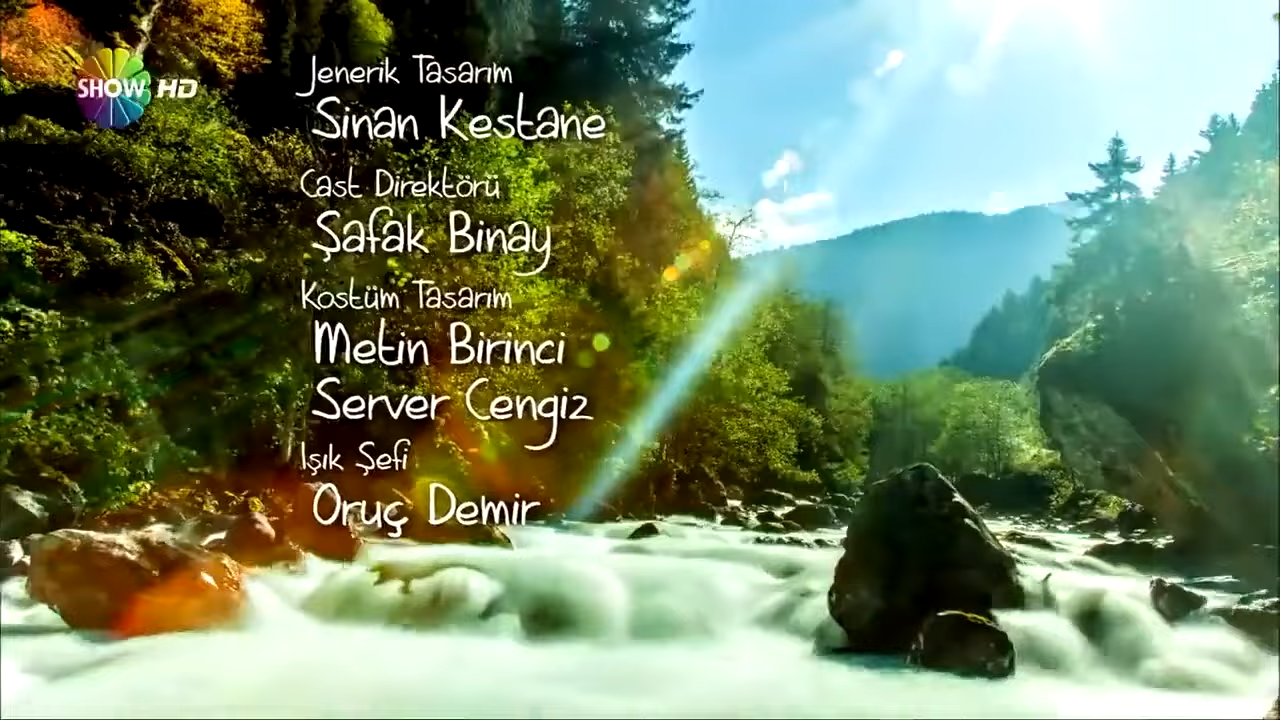 SHOW HD
Jenerik Tasarım
Sinan Kestane
Cast Direktörü
Şafak Binay
Kostüm Tasarım
Metin Birinci
Server Cengiz
Işık Şefi
Oruç Demir